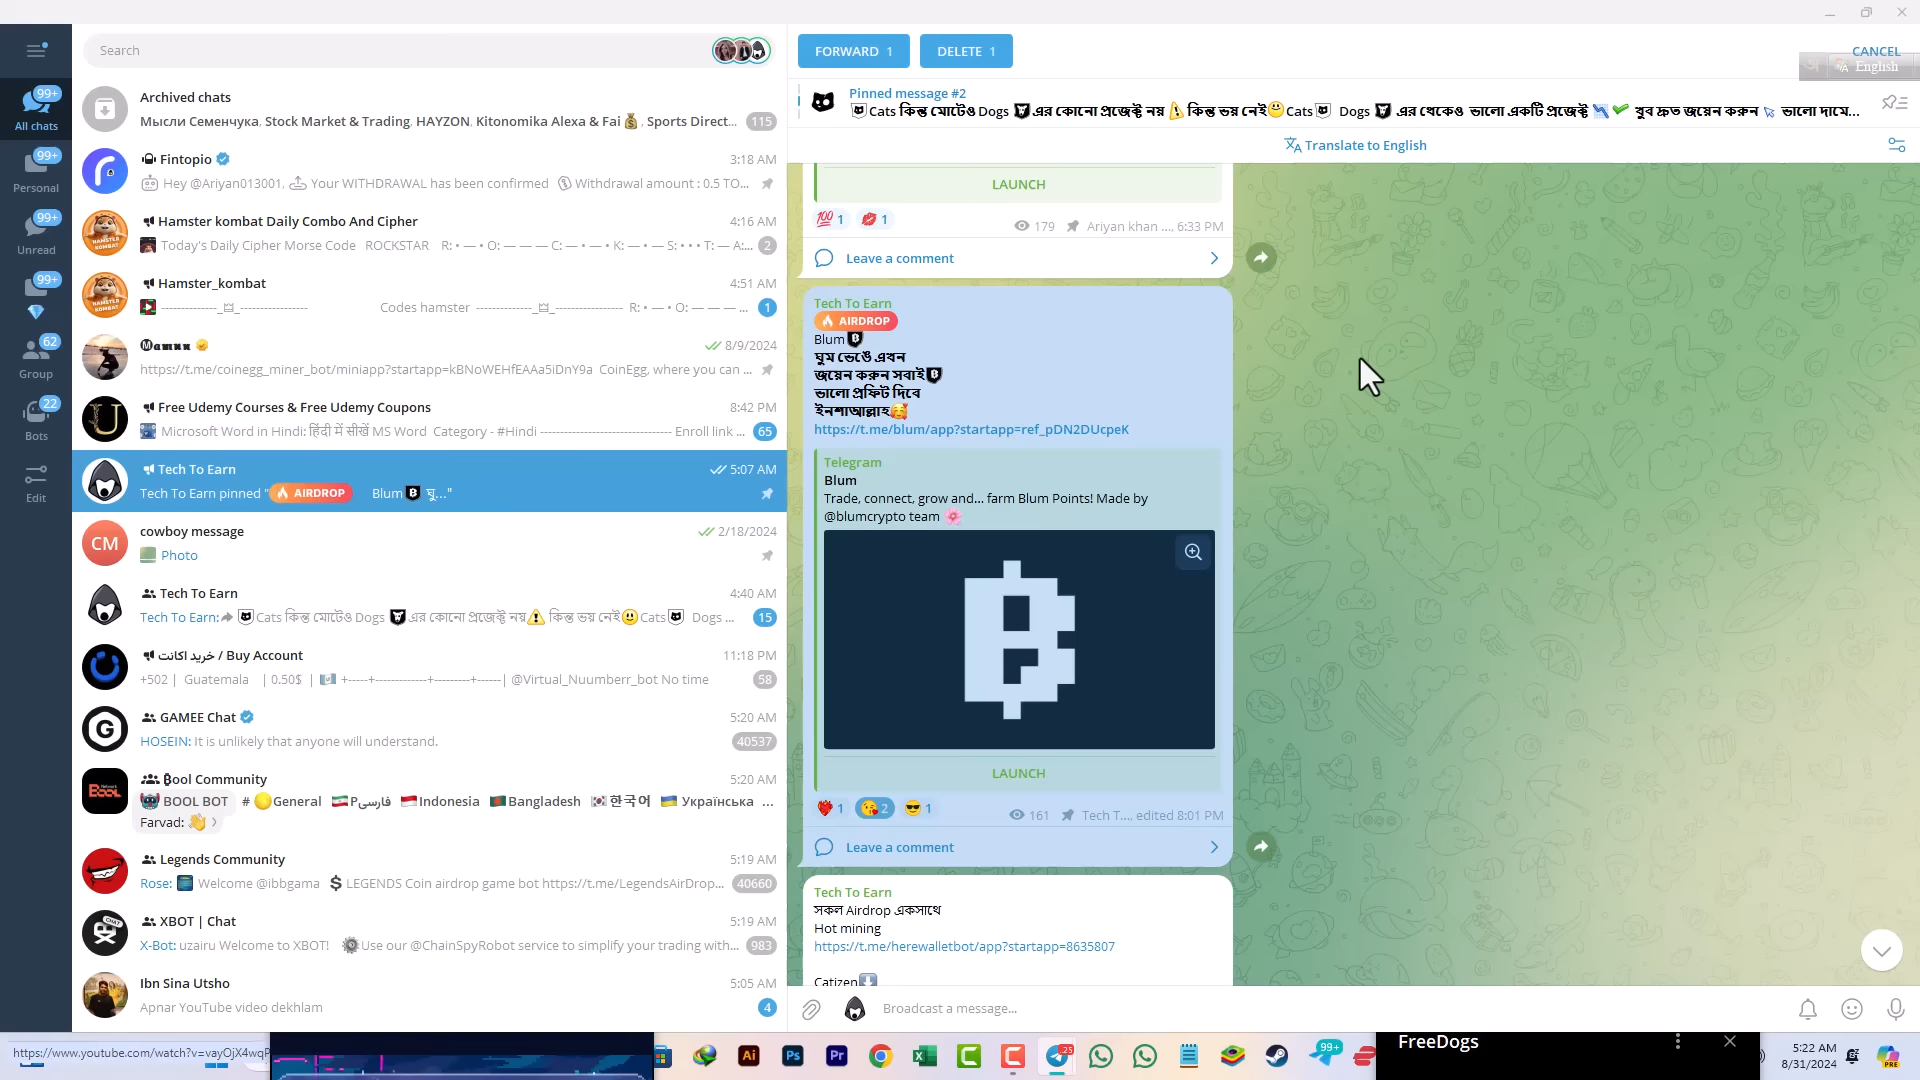 Search
FORWARD 1
DELETE 1
CANCEL
English
99+
All chats
99+
Personal
99+
Unread
99+
62
Group
22
Bots
Edit
Archived chats
Мысли Семенчука, Stock Market & Trading, HAYZON, Kitonomika Alexa & Fai, Sports Direct...
115
Fintopio
3:18 AM
Hey @Ariyan013001, Your WITHDRAWAL has been confirmed Withdrawal amount : 0.5 TO...
Hamster kombat Daily Combo And Cipher
4:16 AM
Today's Daily Cipher Morse Code ROCKSTAR R: • — • O: — — — C: — • — • K: — • — S: • • • T: — A:...
2
Hamster_kombat
4:51 AM
--------------_⚖_----------------- Codes hamster --------------_⚖_----------------- R: • — • O: — — — ...
1
8/9/2024
https://t.me/coinegg_miner_bot/miniapp?startapp=kBNoWEHfEAAa5iDnY9a CoinEgg, where you can ...
Free Udemy Courses & Free Udemy Coupons
8:42 PM
Microsoft Word in Hindi: हिंदी में सीखें MS Word Category - #Hindi ---------------------------- Enroll link ...
65
Tech To Earn
5:07 AM
Tech To Earn pinned "🔥 AIRDROP Blum ঘু..."
cowboy message
2/18/2024
CM
Photo
Tech To Earn
4:40 AM
Tech To Earn: Cats কিন্ত মোটেও Dogs এর কোনো প্রজেক্ট নয়⚠ কিন্ত ভয় নেই😃Cats Dogs ...
15
خرید اکانت / Buy Account
11:18 PM
+502 | Guatemala | 0.50$ | +-----+-------------+---------+------| @Virtual_Nuumberr_bot No time
58
GAMEE Chat
5:20 AM
HOSEIN: It is unlikely that anyone will understand.
40537
₿ool Community
5:20 AM
BOOL BOT # General فارسیP Indonesia Bangladesh 한국어 Українська ...
Farvad: 👋
Legends Community
5:19 AM
Rose: Welcome @ibbgama $ LEGENDS Coin airdrop game bot https://t.me/LegendsAirDrop...
40660
XBOT | Chat
5:19 AM
X-Bot: uzairu Welcome to XBOT! Use our @ChainSpyRobot service to simplify your trading with...
983
Ibn Sina Utsho
5:05 AM
Apnar YouTube video dekhlam
4
Pinned message #2
Cats কিন্ত মোটেও Dogs এর কোনো প্রজেক্ট নয় ⚠ কিন্ত ভয় নেই😃Cats Dogs এর থেকেও ভালো একটি প্রজেক্ট খুব দ্রুত জয়েন করুন ভালো দামে...
Translate to English
LAUNCH
💯 1 💋 1
179 Ariyan khan ..., 6:33 PM
Leave a comment
Tech To Earn
🔥 AIRDROP
Blum
ঘুম ভেঙে এখন
জয়েন করুন সবাই
ভালো প্রফিট দিবে
ইনশাআল্লাহ🥰
https://t.me/blum/app?startapp=ref_pDN2DUcpeK
Telegram
Blum
Trade, connect, grow and... farm Blum Points! Made by
@blumcrypto team 🌸
LAUNCH
1 😘 2 😎 1
161 Tech T..., edited 8:01 PM
Leave a comment
Tech To Earn
সকল Airdrop একসাথে
Hot mining
https://t.me/herewalletbot/app?startapp=8635807
Catizen⬇
Broadcast a message...
https://www.youtube.com/watch?v=vayOjX4wqP
Ai
Ps
Pr
25
99+
FreeDogs
5:22 AM
8/31/2024
PRE